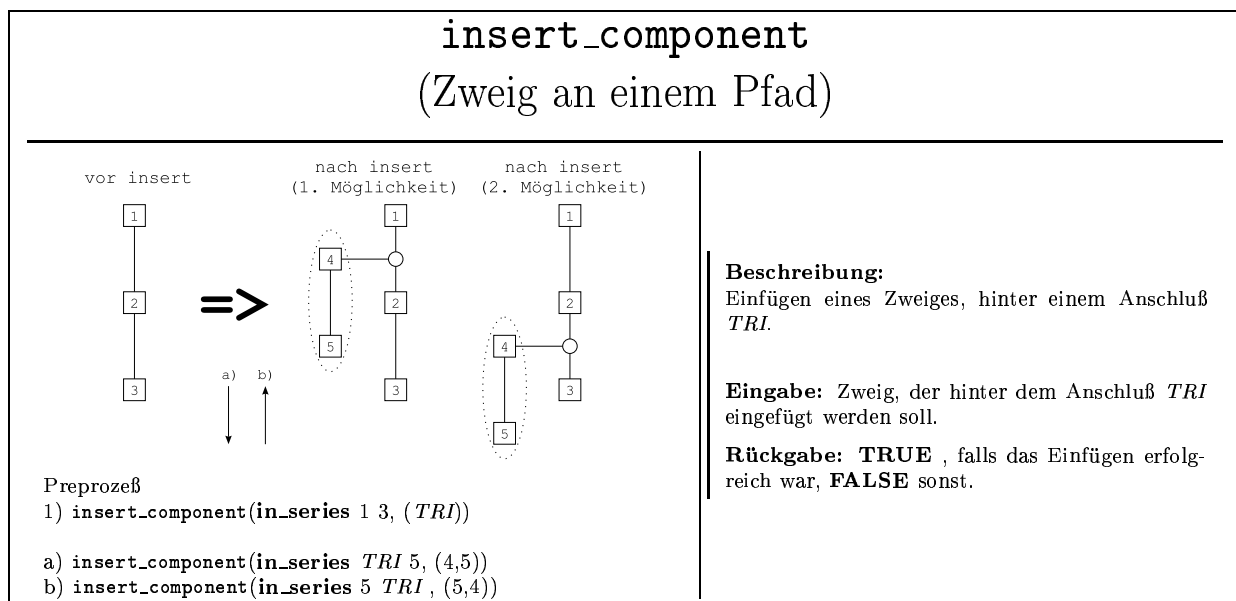 insert_component
(Zweig an einem Pfad)
vor insert
nach insert
(1. Möglichkeit)
nach insert
(2. Möglichkeit)
1
2
3
=>
a)
b)
1
4
2
5
3
1
2
4
3
5
Preprozeß
1) insert_component(in_series 1 3, (TRI))
a) insert_component(in_series TRI 5, (4,5))
b) insert_component(in_series 5 TRI , (5,4))
Beschreibung:
Einfügen eines Zweiges, hinter einem Anschluß
TRI.
Eingabe: Zweig, der hinter dem Anschluß TRI
eingefügt werden soll.
Rückgabe: TRUE , falls das Einfügen erfolg-
reich war, FALSE sonst.